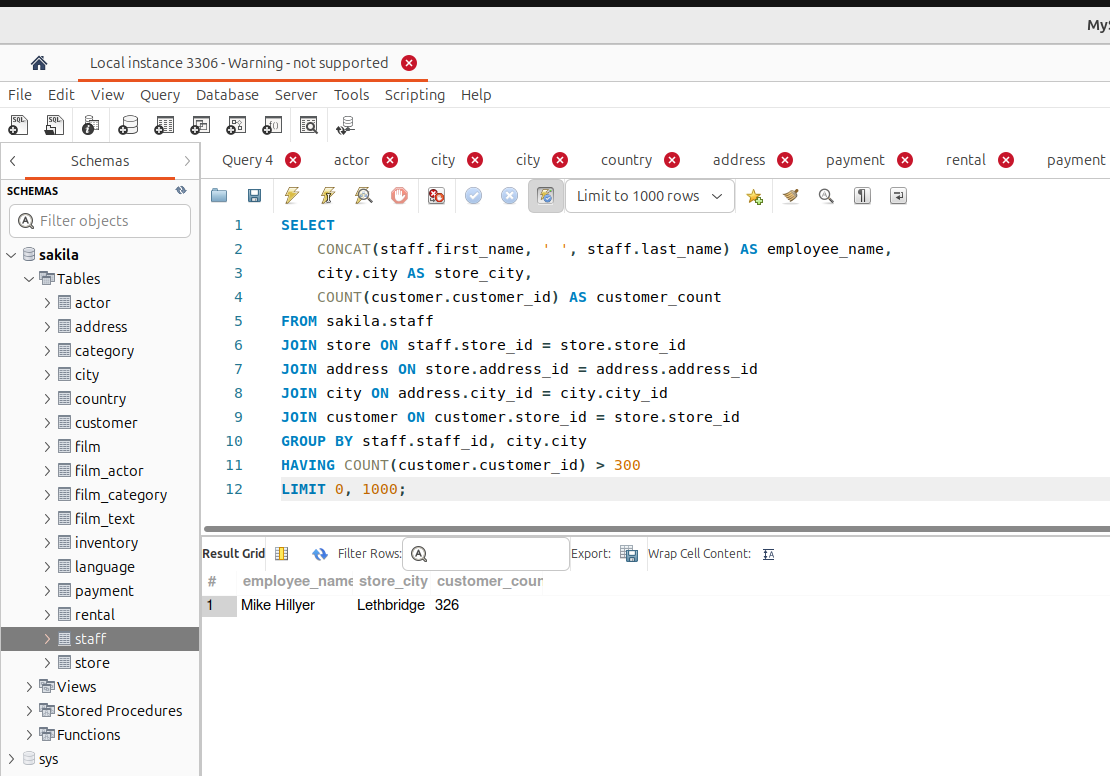 MyS
Local instance 3306 - Warning - not supported
File Edit View Query Database Server Tools Scripting Help
Schemas
Query 4 actor city city country address payment rental payment
SCHEMAS
Limit to 1000 rows
Filter objects
sakila
Tables
actor
address
category
city
country
customer
film
film_actor
film_category
film_text
inventory
language
payment
rental
staff
store
Views
Stored Procedures
Functions
sys
1 SELECT
2 CONCAT(staff.first_name, ' ', staff.last_name) AS employee_name,
3 city.city AS store_city,
4 COUNT(customer.customer_id) AS customer_count
5 FROM sakila.staff
6 JOIN store ON staff.store_id = store.store_id
7 JOIN address ON store.address_id = address.address_id
8 JOIN city ON address.city_id = city.city_id
9 JOIN customer ON customer.store_id = store.store_id
10 GROUP BY staff.staff_id, city.city
11 HAVING COUNT(customer.customer_id) > 300
12 LIMIT 0, 1000;
Result Grid Filter Rows: Export: Wrap Cell Content:
# employee_name store_city customer_cour
1 Mike Hillyer Lethbridge 326